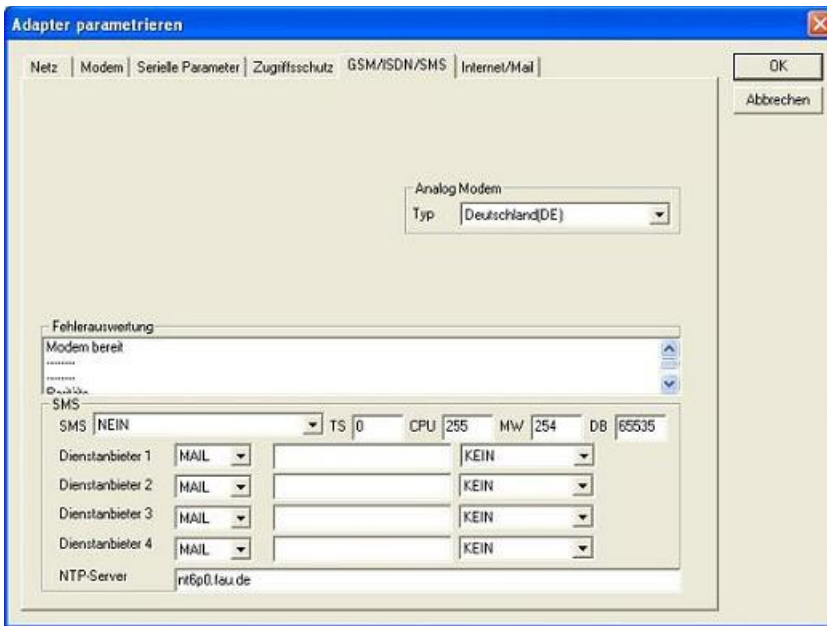 Adapter parametrieren
Netz Modem Serielle Parameter Zugriffsschutz GSM/ISDN/SMS Internet/Mail
OK
Abbrechen
Analog Modem
Typ Deutschland(DE)
Fehlerauswertung
Modem bereit
--------
--------
SMS
SMS NEIN TS 0 CPU 255 MW 254 DB 65535
Dienstanbieter 1 MAIL KEIN
Dienstanbieter 2 MAIL KEIN
Dienstanbieter 3 MAIL KEIN
Dienstanbieter 4 MAIL KEIN
NTP-Server nt6p0.fau.de